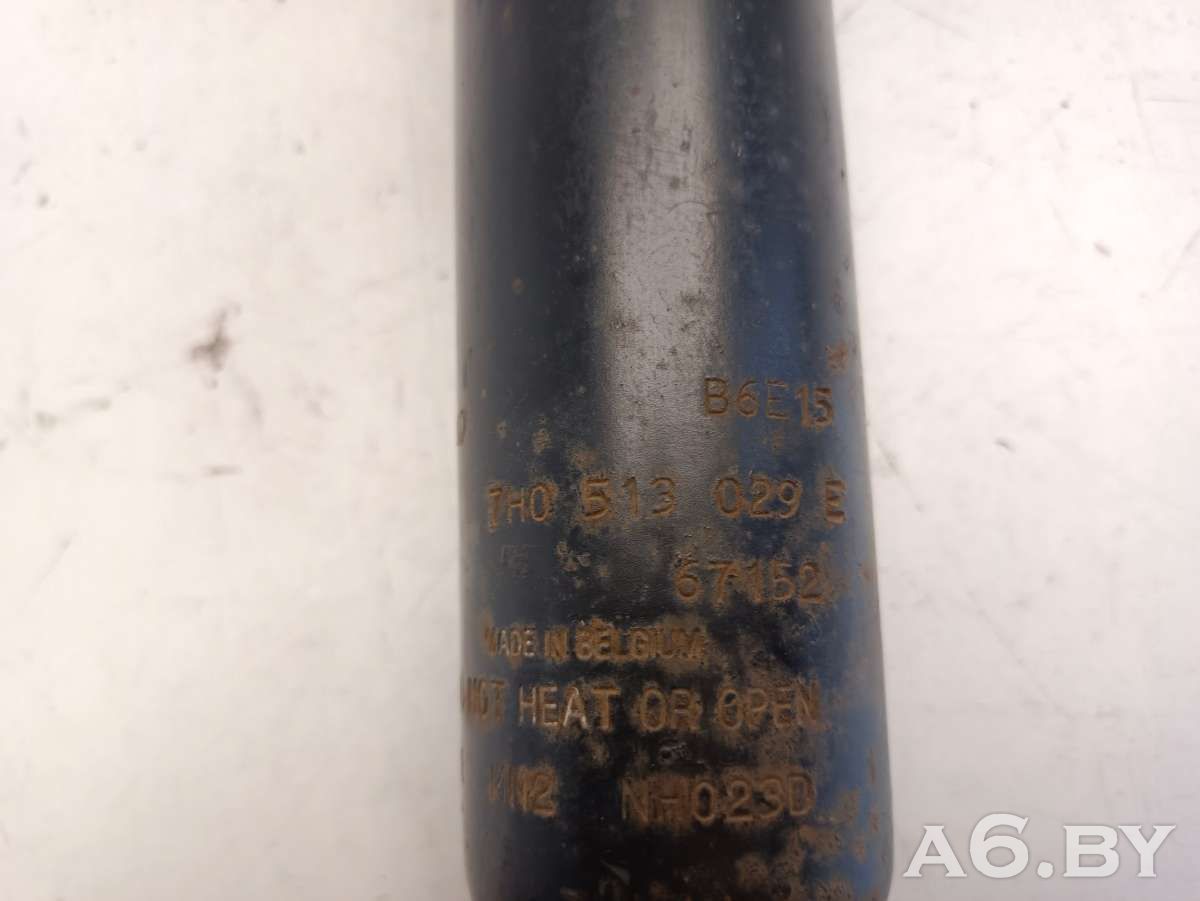 B6E15
7H0 513 029 E
67152
MADE IN BELGIUM
NOT HEAT OR OPEN
NH023D
A6.BY